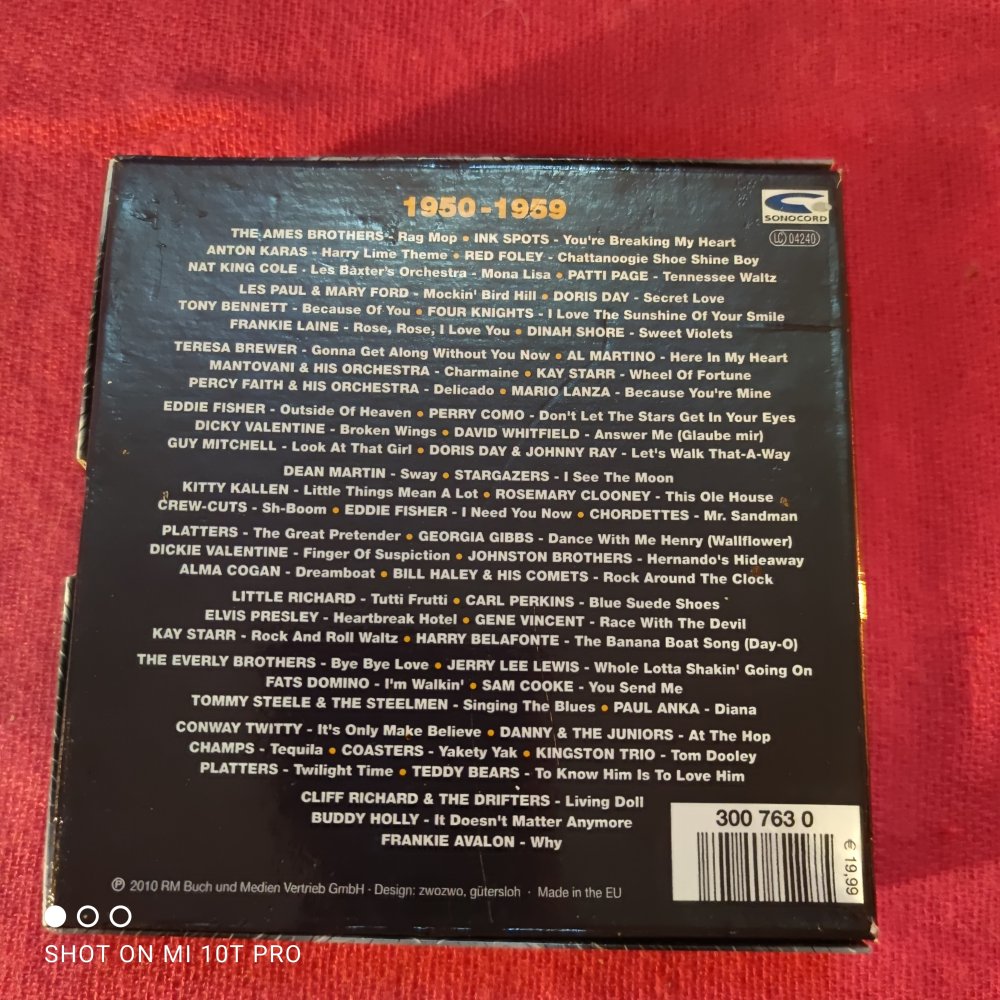 1950-1959
SONOCORD
LC 04240
THE AMES BROTHERS - Rag Mop • INK SPOTS - You're Breaking My Heart
ANTON KARAS - Harry Lime Theme • RED FOLEY - Chattanoogie Shoe Shine Boy
NAT KING COLE - Les Baxter's Orchestra - Mona Lisa • PATTI PAGE - Tennessee Waltz
LES PAUL & MARY FORD - Mockin' Bird Hill • DORIS DAY - Secret Love
TONY BENNETT - Because Of You • FOUR KNIGHTS - I Love The Sunshine Of Your Smile
FRANKIE LAINE - Rose, Rose, I Love You • DINAH SHORE - Sweet Violets
TERESA BREWER - Gonna Get Along Without You Now • AL MARTINO - Here In My Heart
MANTOVANI & HIS ORCHESTRA - Charmaine • KAY STARR - Wheel Of Fortune
PERCY FAITH & HIS ORCHESTRA - Delicado • MARIO LANZA - Because You're Mine
EDDIE FISHER - Outside Of Heaven • PERRY COMO - Don't Let The Stars Get In Your Eyes
DICKY VALENTINE - Broken Wings • DAVID WHITFIELD - Answer Me (Glaube mir)
GUY MITCHELL - Look At That Girl • DORIS DAY & JOHNNY RAY - Let's Walk That-A-Way
DEAN MARTIN - Sway • STARGAZERS - I See The Moon
KITTY KALLEN - Little Things Mean A Lot • ROSEMARY CLOONEY - This Ole House
CREW-CUTS - Sh-Boom • EDDIE FISHER - I Need You Now • CHORDETTES - Mr. Sandman
PLATTERS - The Great Pretender • GEORGIA GIBBS - Dance With Me Henry (Wallflower)
DICKIE VALENTINE - Finger Of Suspiction • JOHNSTON BROTHERS - Hernando's Hideaway
ALMA COGAN - Dreamboat • BILL HALEY & HIS COMETS - Rock Around The Clock
LITTLE RICHARD - Tutti Frutti • CARL PERKINS - Blue Suede Shoes
ELVIS PRESLEY - Heartbreak Hotel • GENE VINCENT - Race With The Devil
KAY STARR - Rock And Roll Waltz • HARRY BELAFONTE - The Banana Boat Song (Day-O)
THE EVERLY BROTHERS - Bye Bye Love • JERRY LEE LEWIS - Whole Lotta Shakin' Going On
FATS DOMINO - I'm Walkin' • SAM COOKE - You Send Me
TOMMY STEELE & THE STEELMEN - Singing The Blues • PAUL ANKA - Diana
CONWAY TWITTY - It's Only Make Believe • DANNY & THE JUNIORS - At The Hop
CHAMPS - Tequila • COASTERS - Yakety Yak • KINGSTON TRIO - Tom Dooley
PLATTERS - Twilight Time • TEDDY BEARS - To Know Him Is To Love Him
CLIFF RICHARD & THE DRIFTERS - Living Doll
BUDDY HOLLY - It Doesn't Matter Anymore
FRANKIE AVALON - Why
300 763 0
€ 19,99
℗ 2010 RM Buch und Medien Vertrieb GmbH · Design: zwozwo, gütersloh · Made in the EU
SHOT ON MI 10T PRO